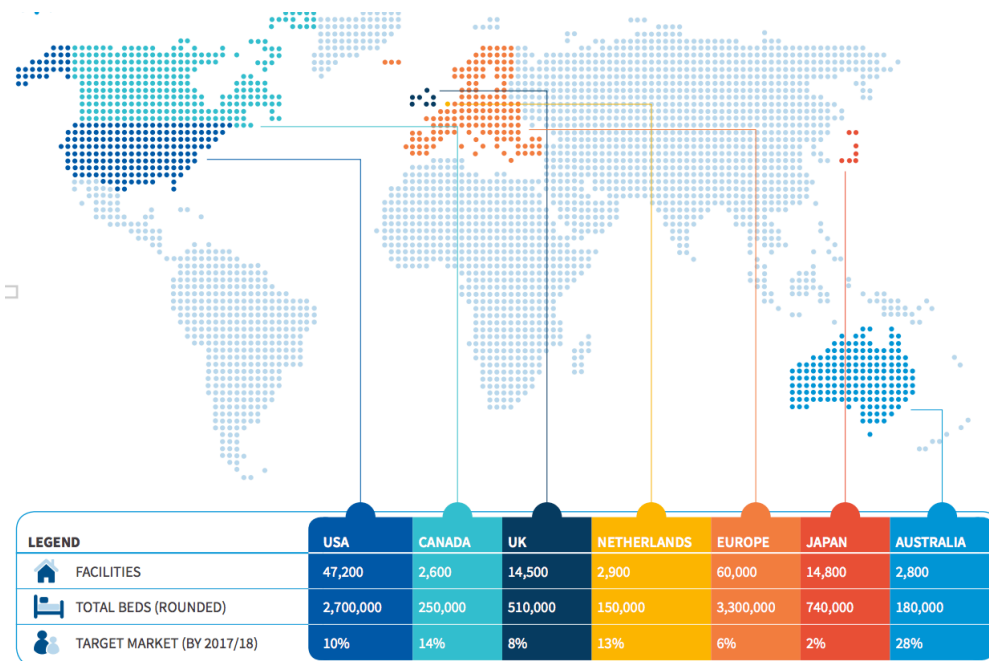 LEGEND USA CANADA UK NETHERLANDS EUROPE JAPAN AUSTRALIA
FACILITIES 47,200 2,600 14,500 2,900 60,000 14,800 2,800
TOTAL BEDS (ROUNDED) 2,700,000 250,000 510,000 150,000 3,300,000 740,000 180,000
TARGET MARKET (BY 2017/18) 10% 14% 8% 13% 6% 2% 28%